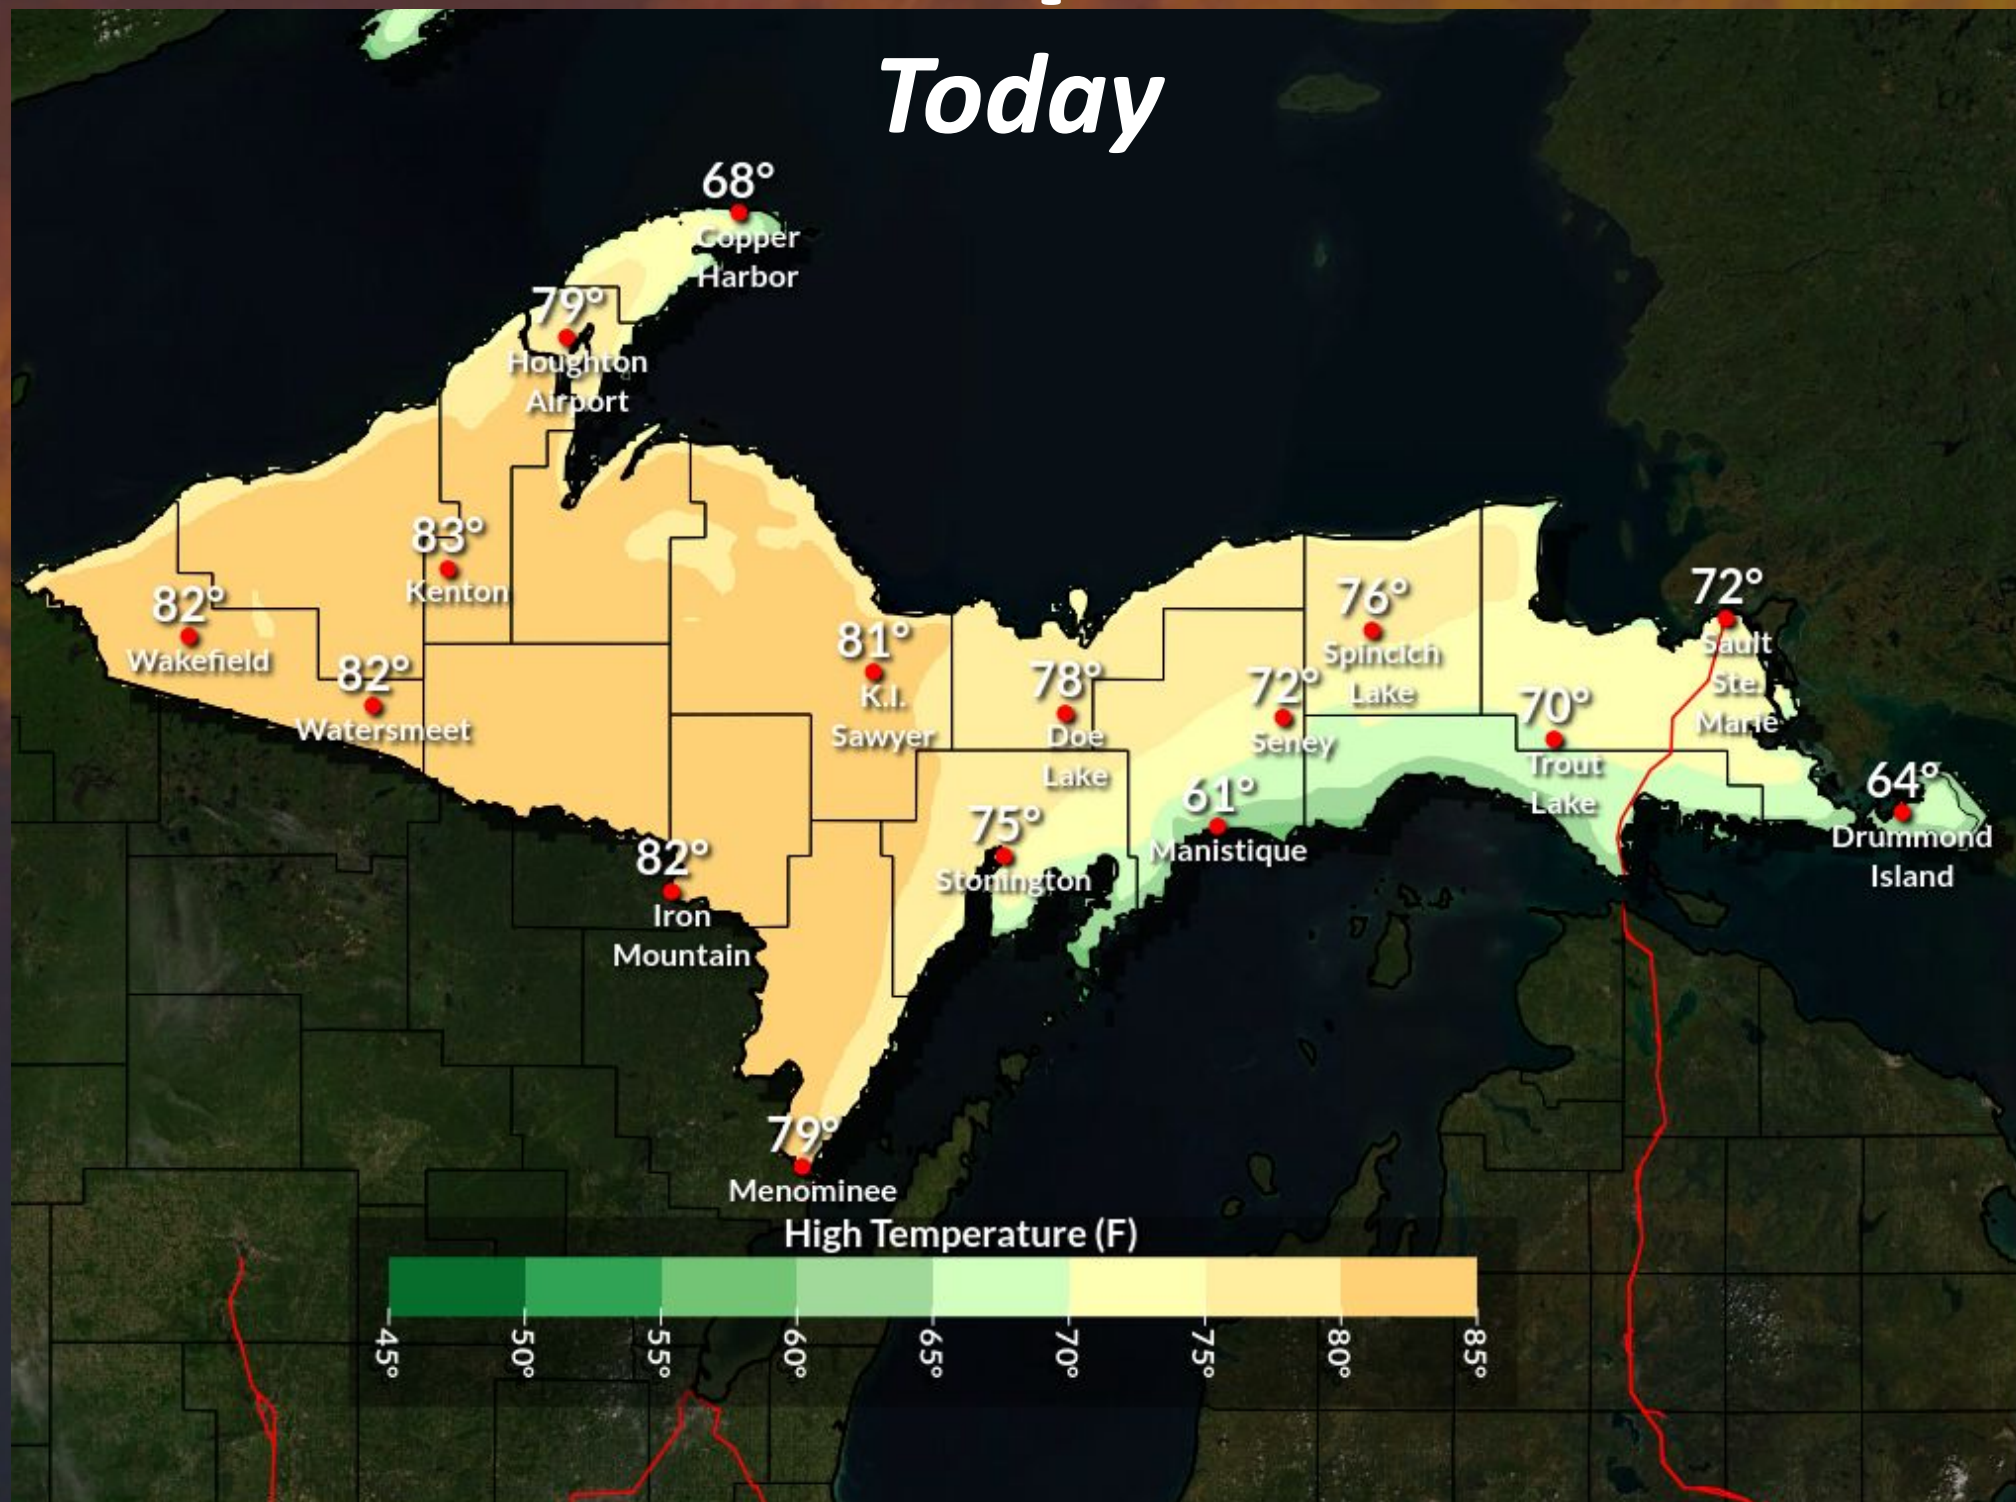 Today
68°
Copper
Harbor
79°
Houghton
Airport
83°
Kenton
82°
Wakefield
82°
Watersmeet
81°
K.I.
Sawyer
78°
Doe
Lake
72°
Seney
76°
Spincich
Lake
70°
Trout
Lake
72°
Sault
Ste.
Marie
64°
Drummond
Island
61°
Manistique
75°
Stonington
82°
Iron
Mountain
79°
Menominee
High Temperature (F)
45°
50°
55°
60°
65°
70°
75°
80°
85°